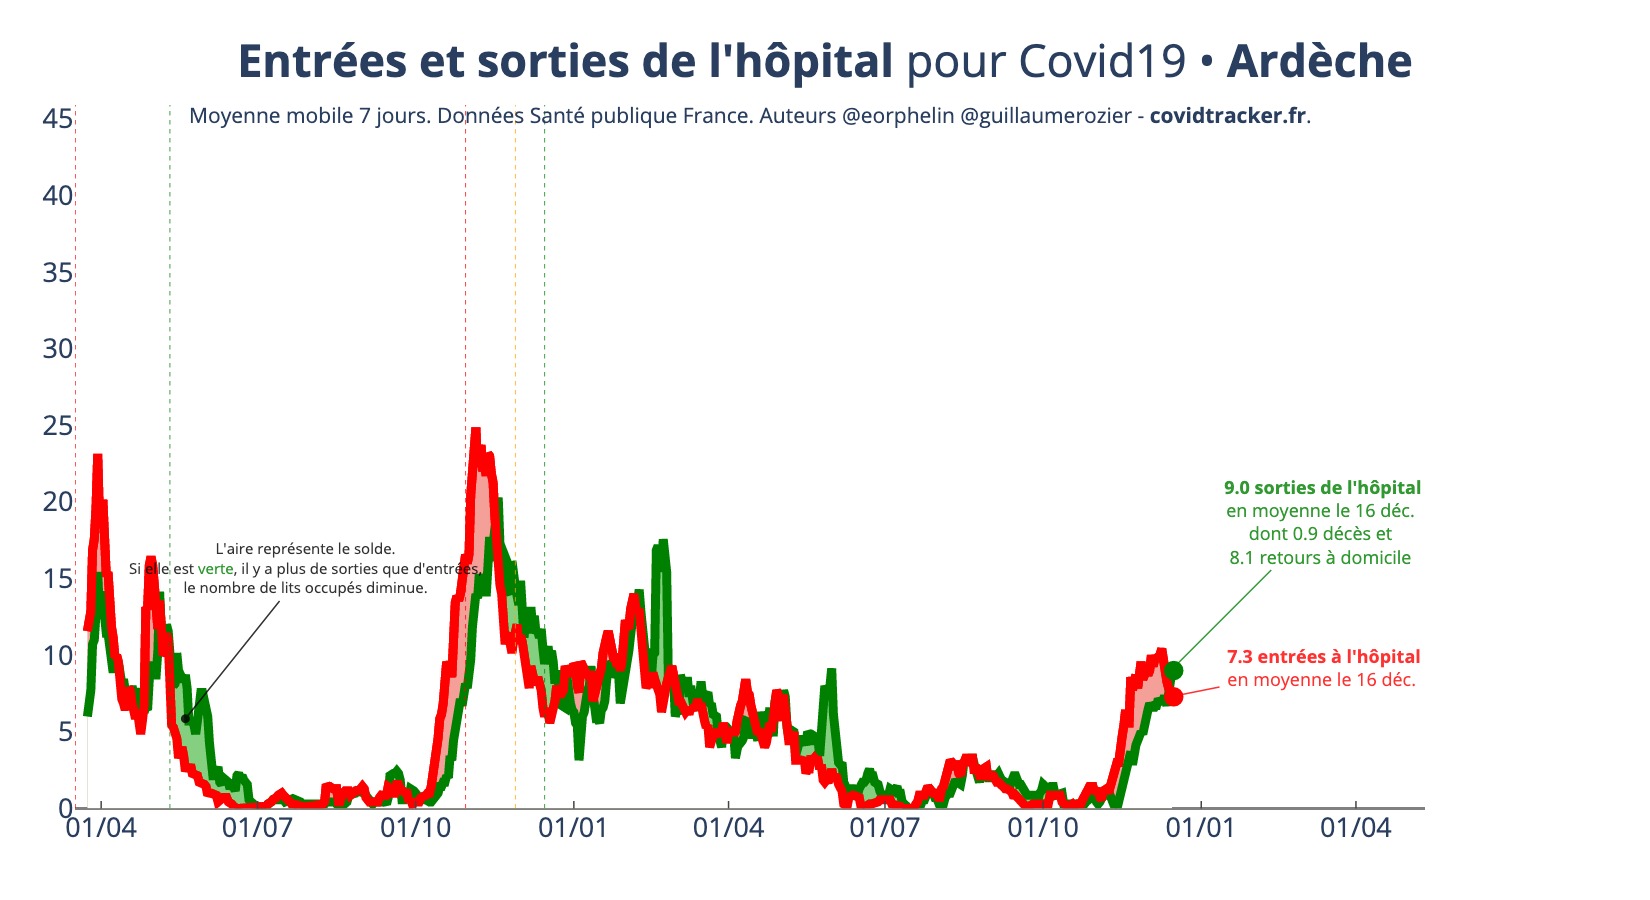 Entrées et sorties de l'hôpital pour Covid19 • Ardèche
Moyenne mobile 7 jours. Données Santé publique France. Auteurs @eorphelin @guillaumerozier - covidtracker.fr.
45
40
35
30
25
20
15
10
5
0
L'aire représente le solde.
Si elle est verte, il y a plus de sorties que d'entrées,
le nombre de lits occupés diminue.
9.0 sorties de l'hôpital
en moyenne le 16 déc.
dont 0.9 décès et
8.1 retours à domicile
7.3 entrées à l'hôpital
en moyenne le 16 déc.
01/04 01/07 01/10 01/01 01/04 01/07 01/10 01/01 01/04